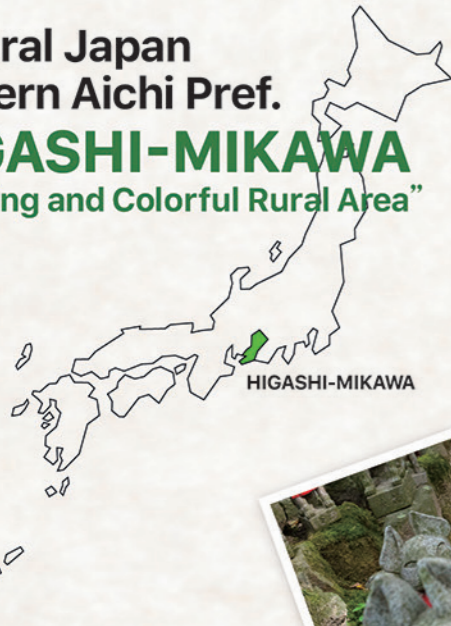 ral Japan
ern Aichi Pref.
GASHI-MIKAWA
ng and Colorful Rural Area”
HIGASHI-MIKAWA